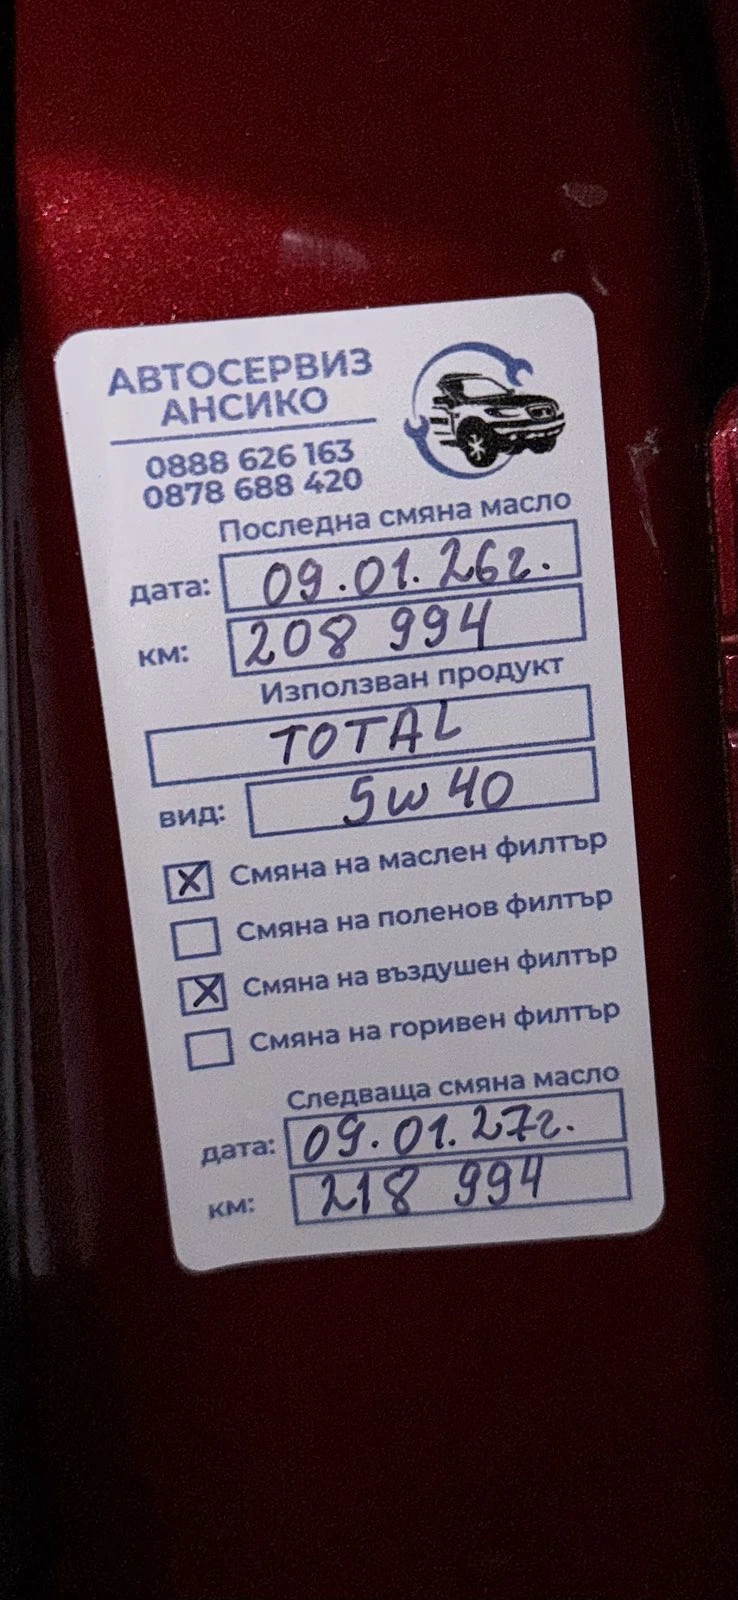 АВТОСЕРВИЗ
АНСИКО
0888 626 163
0878 688 420
Последна смяна масло
дата: 09.01.26г.
км: 208 994
Използван продукт
TOTAL
вид: 5w40
☒ Смяна на маслен филтър
☐ Смяна на поленов филтър
☒ Смяна на въздушен филтър
☐ Смяна на горивен филтър
Следваща смяна масло
дата: 09.01.27г.
км: 218 994